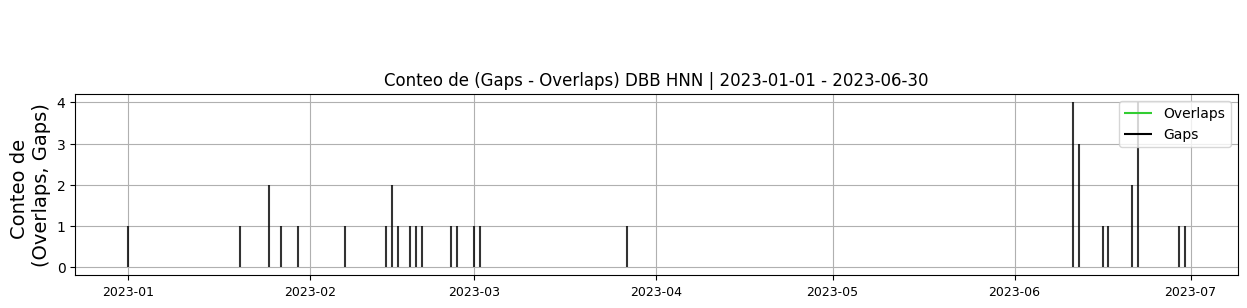 Conteo de (Gaps - Overlaps) DBB HNN | 2023-01-01 - 2023-06-30
Conteo de
(Overlaps, Gaps)
4
3
2
1
0
Overlaps
Gaps
2023-01
2023-02
2023-03
2023-04
2023-05
2023-06
2023-07